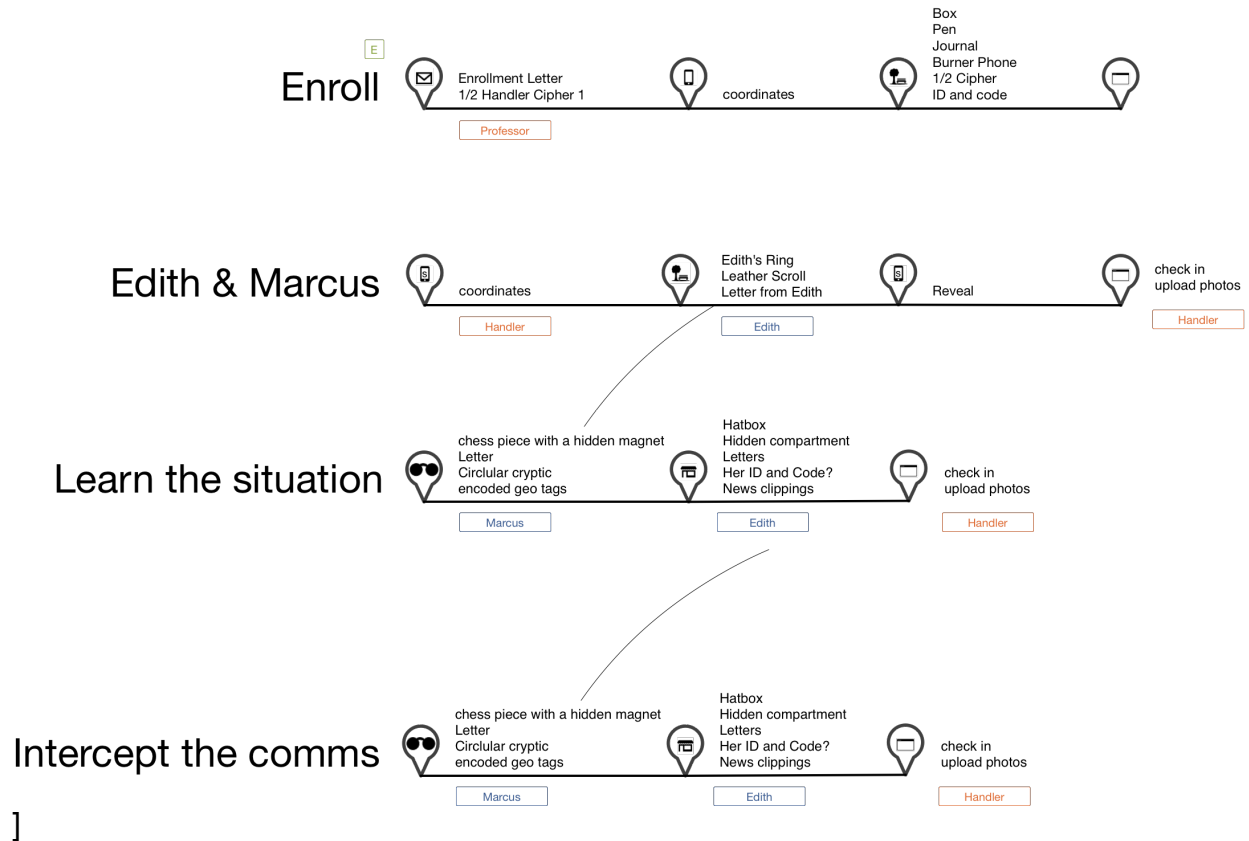 E
Enroll
Enrollment Letter
1/2 Handler Cipher 1
Professor
coordinates
Box
Pen
Journal
Burner Phone
1/2 Cipher
ID and code
Edith & Marcus
S
coordinates
Handler
Edith's Ring
Leather Scroll
Letter from Edith
Edith
S
Reveal
check in
upload photos
Handler
Learn the situation
chess piece with a hidden magnet
Letter
Circlular cryptic
encoded geo tags
Marcus
Hatbox
Hidden compartment
Letters
Her ID and Code?
News clippings
Edith
check in
upload photos
Handler
Intercept the comms
chess piece with a hidden magnet
Letter
Circlular cryptic
encoded geo tags
Marcus
Hatbox
Hidden compartment
Letters
Her ID and Code?
News clippings
Edith
check in
upload photos
Handler
]